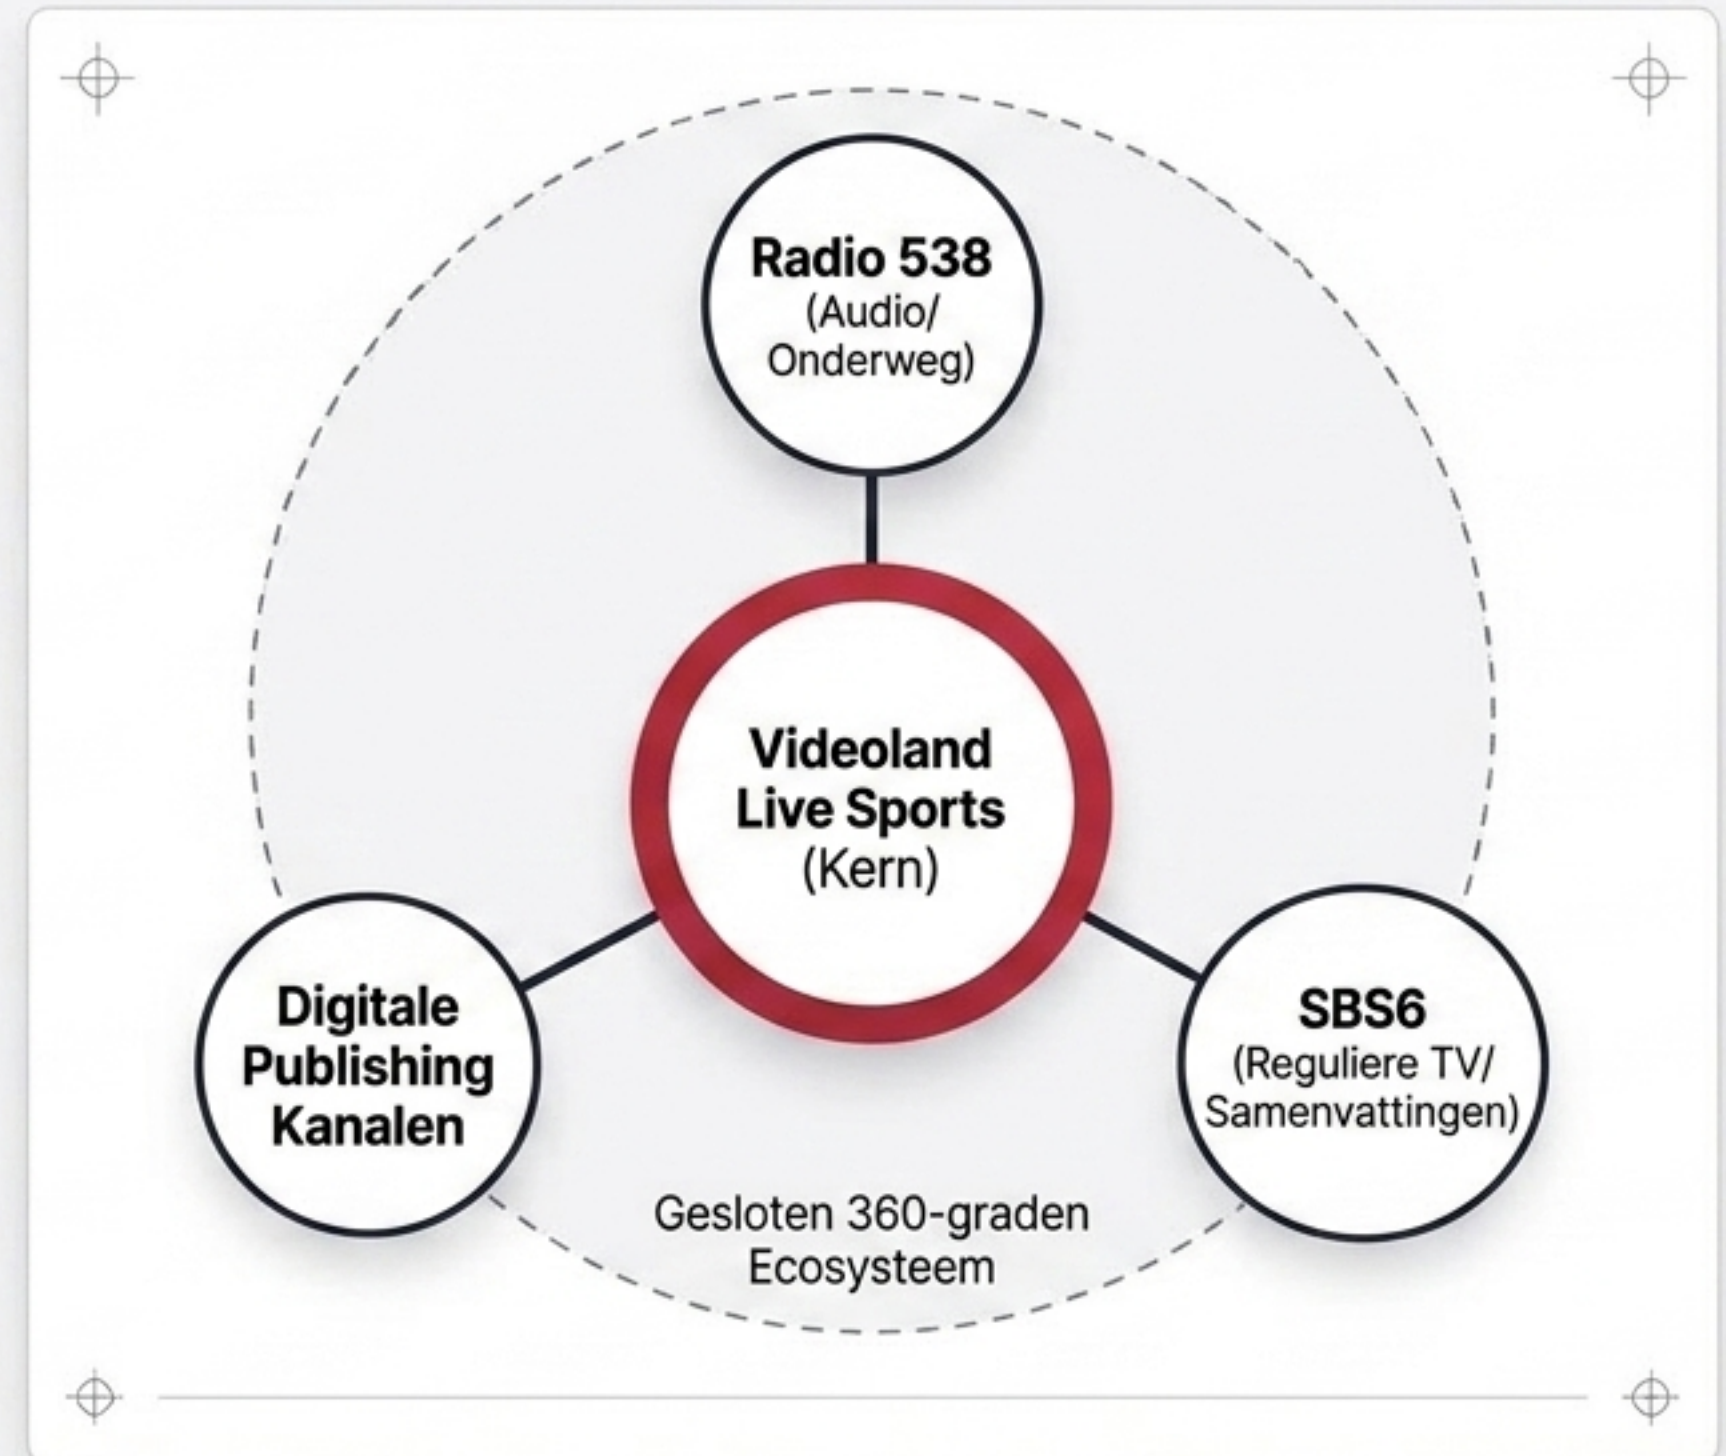 Radio 538
(Audio/
Onderweg)
Videoland
Live Sports
(Kern)
Digitale
Publishing
Kanalen
SBS6
(Reguliere TV/
Samenvattingen)
Gesloten 360-graden
Ecosysteem